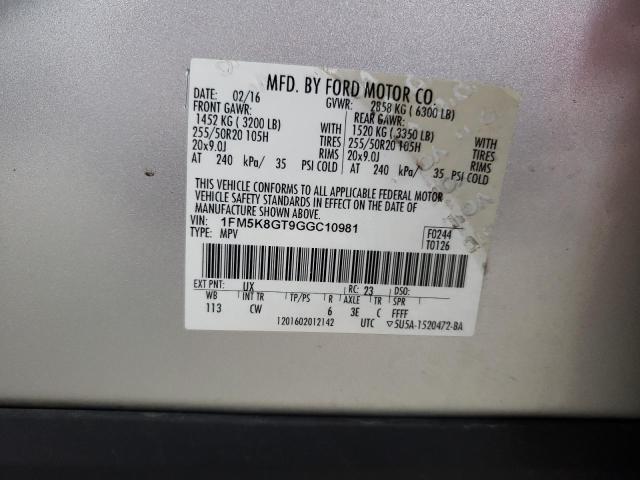 MFD. BY FORD MOTOR CO.
DATE: 02/16 GVWR: 2858 KG ( 6300 LB)
FRONT GAWR: REAR GAWR:
1452 KG ( 3200 LB) WITH 1520 KG ( 3350 LB) WITH
255/50R20 105H TIRES 255/50R20 105H TIRES
20x9.0J RIMS 20x9.0J RIMS
AT 240 kPa/ 35 PSI COLD AT 240 kPa/ 35 PSI COLD
THIS VEHICLE CONFORMS TO ALL APPLICABLE FEDERAL MOTOR
VEHICLE SAFETY STANDARDS IN EFFECT ON THE DATE OF
MANUFACTURE SHOWN ABOVE.
VIN: 1FM5K8GT9GGC10981 F0244
TYPE: MPV T0126
EXT PNT: UX RC: 23 DSO:
WB INT TR TP/PS R AXLE TR SPR
113 CW 6 3E C FFFF
1201602012142 UTC ▽5U5A-1520472-BA